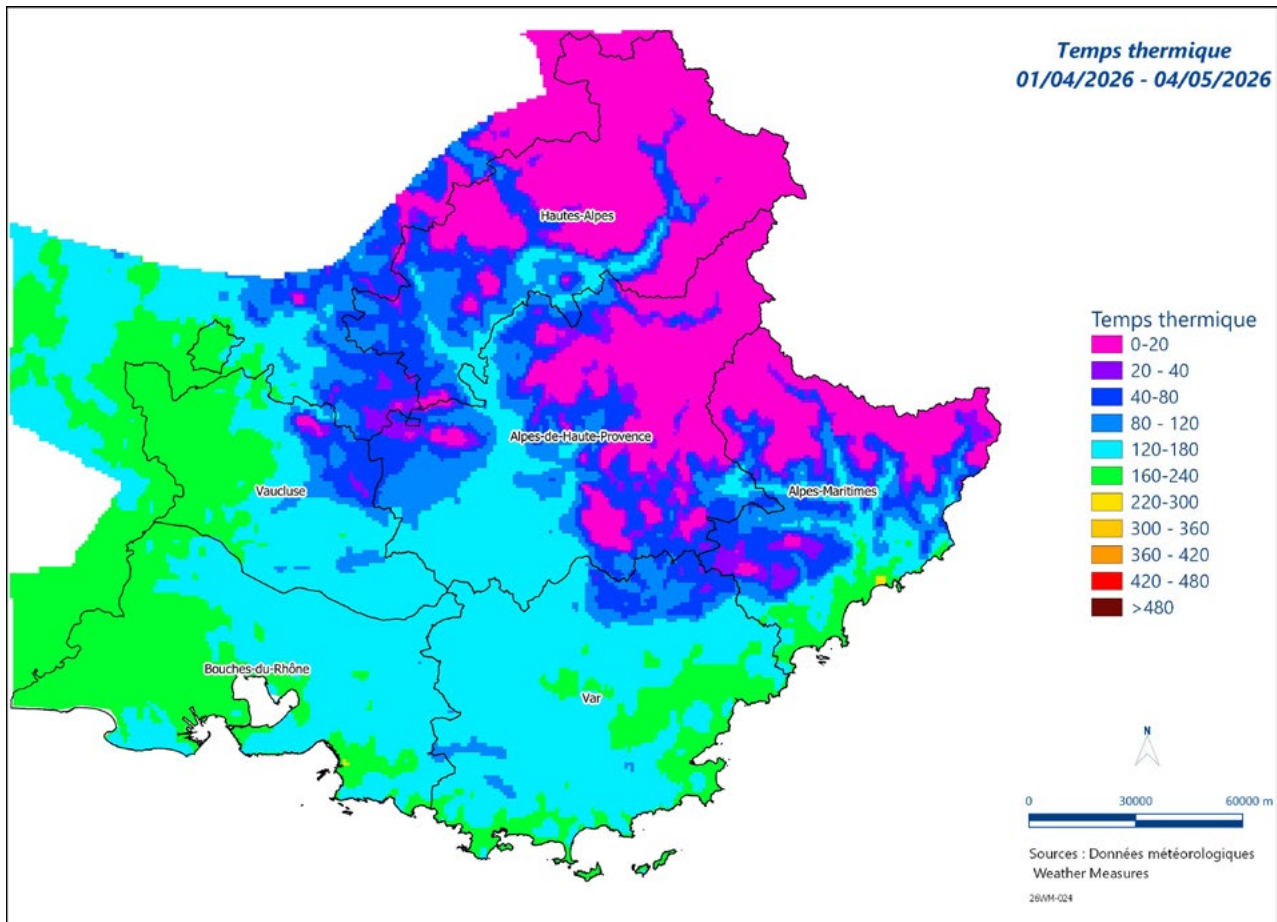 Temps thermique
01/04/2026 - 04/05/2026
Hautes-Alpes
Alpes-de-Haute-Provence
Vaucluse
Alpes-Maritimes
Bouches-du-Rhône
Var
Temps thermique
0-20
20 - 40
40-80
80 - 120
120-180
160-240
220-300
300 - 360
360 - 420
420 - 480
>480
N
0 30000 60000 m
Sources : Données météorologiques
Weather Measures
26WM-024